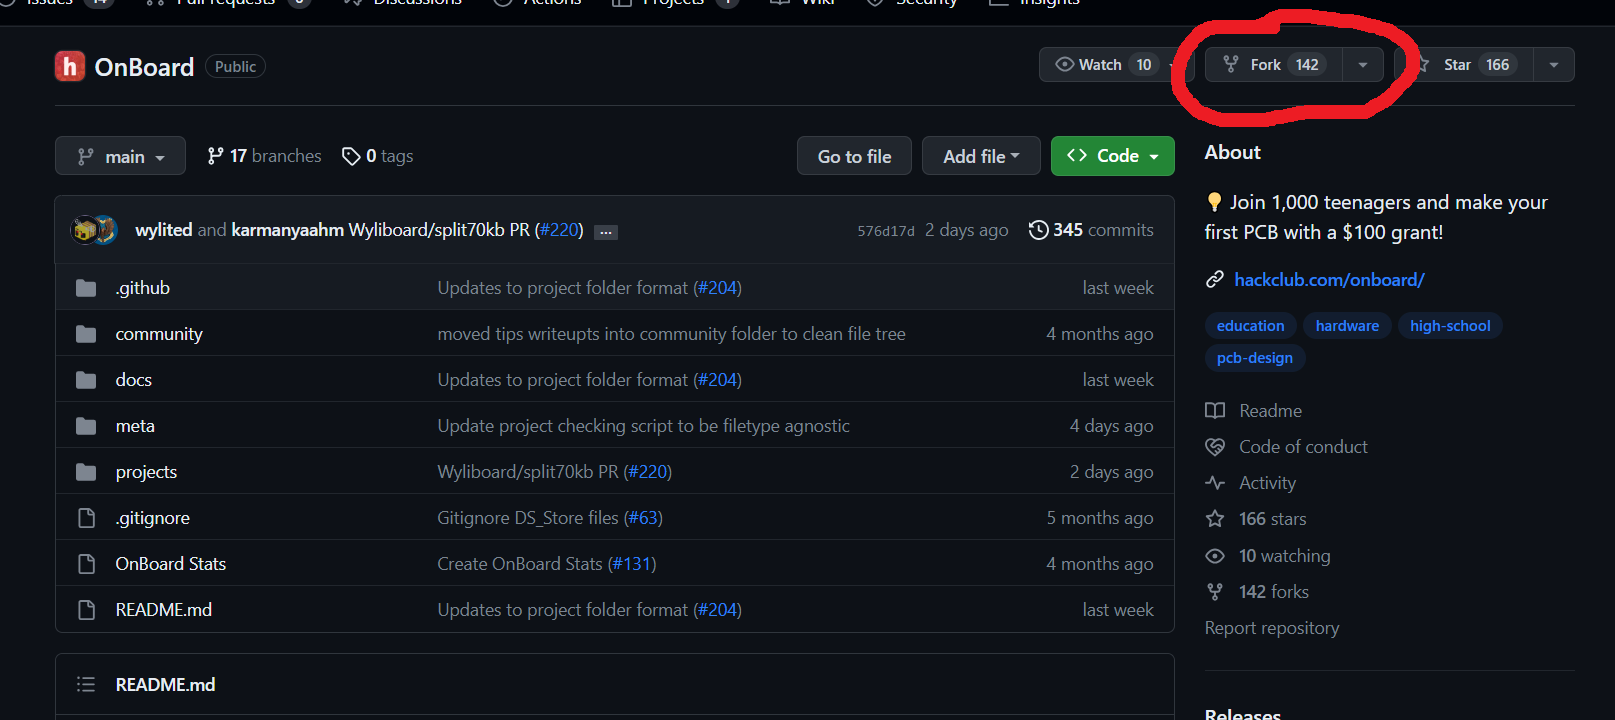 Issues 14 Pull requests Discussions Actions Projects 1 Wiki Security Insights
h OnBoard Public Watch 10 Fork 142 Star 166
main 17 branches 0 tags Go to file Add file Code
wylited and karmanyaahm Wyliboard/split70kb PR (#220) ... 576d17d 2 days ago 345 commits
.github Updates to project folder format (#204) last week
community moved tips writeupts into community folder to clean file tree 4 months ago
docs Updates to project folder format (#204) last week
meta Update project checking script to be filetype agnostic 4 days ago
projects Wyliboard/split70kb PR (#220) 2 days ago
.gitignore Gitignore DS_Store files (#63) 5 months ago
OnBoard Stats Create OnBoard Stats (#131) 4 months ago
README.md Updates to project folder format (#204) last week
README.md
About
Join 1,000 teenagers and make your
first PCB with a $100 grant!
hackclub.com/onboard/
education hardware high-school
pcb-design
Readme
Code of conduct
Activity
166 stars
10 watching
142 forks
Report repository
Releases